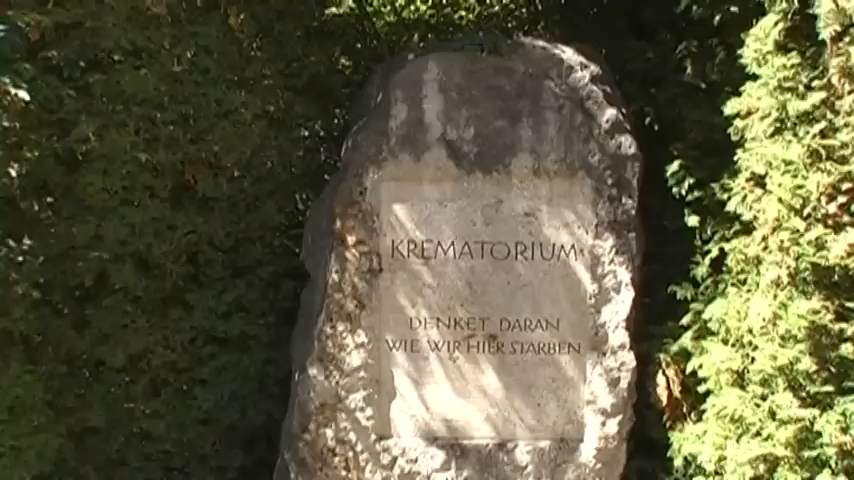 KREMATORIUM
DENKET DARAN
WIE WIR HIER STARBEN